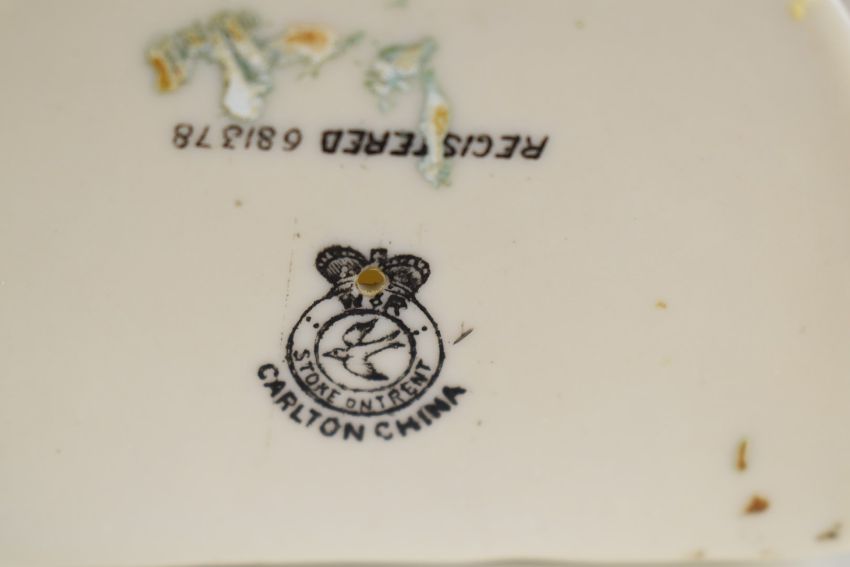 REGISTERED 681378
W & R
STOKE ON TRENT
CARLTON CHINA